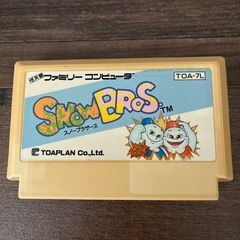 ファミリー コンピュータ
TOA-7L
SNOW BROS.
TM
スノーブラザース
TOAPLAN Co.,Ltd.